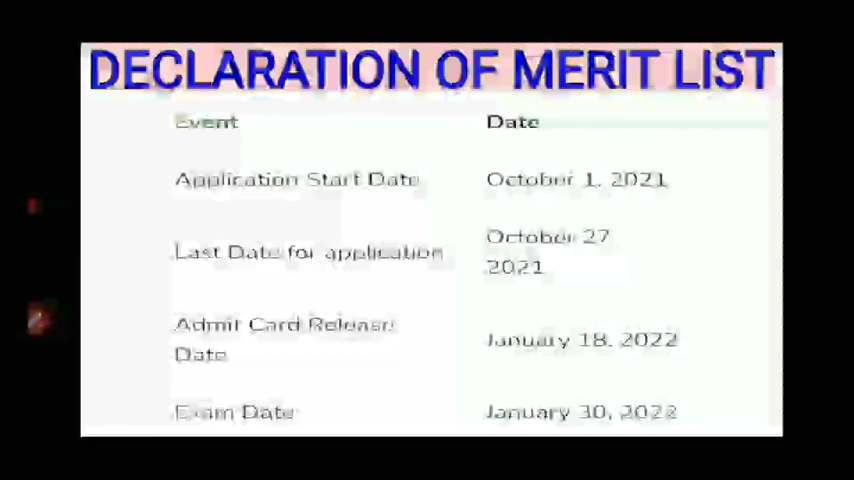 DECLARATION OF MERIT LIST
Event Date
Application Start Date October 1, 2021
Last Date for application October 27 2021
Admit Card Release Date January 18, 2022
Exam Date January 30, 2022